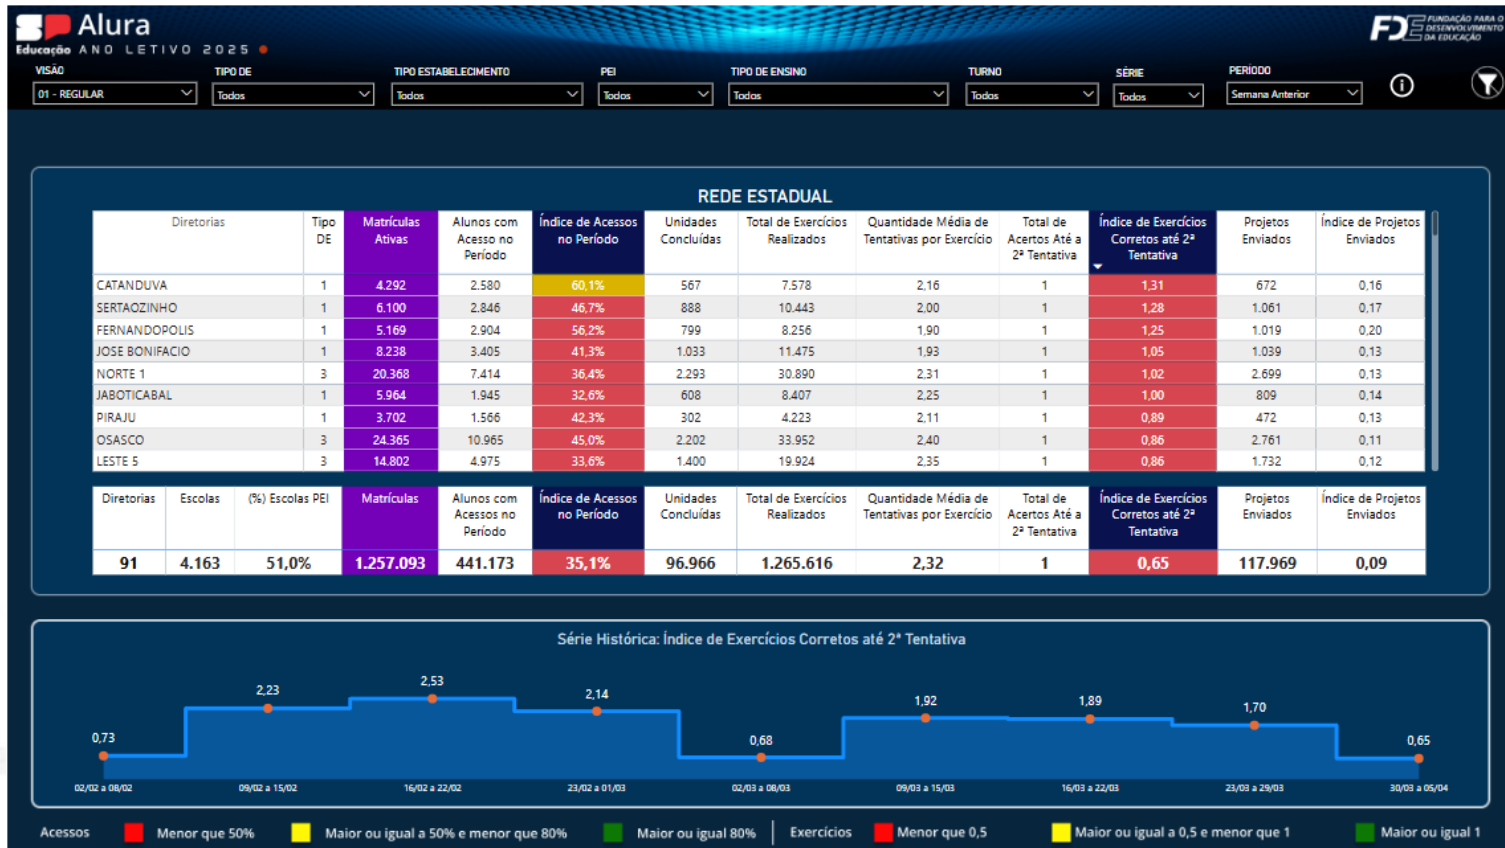 SP Alura
Educação ANO LETIVO 2025
FDE FUNDAÇÃO PARA O DESENVOLVIMENTO DA EDUCAÇÃO
VISÃO TIPO DE TIPO ESTABELECIMENTO PEI TIPO DE ENSINO TURNO SÉRIE PERÍODO
01 - REGULAR Todos Todos Todos Todos Todos Todos Semana Anterior
REDE ESTADUAL
Diretorias Tipo DE Matrículas Ativas Alunos com Acesso no Período Índice de Acessos no Período Unidades Concluídas Total de Exercícios Realizados Quantidade Média de Tentativas por Exercício Total de Acertos Até a 2ª Tentativa Índice de Exercícios Corretos até 2ª Tentativa Projetos Enviados Índice de Projetos Enviados
CATANDUVA 1 4.292 2.580 60,1% 567 7.578 2,16 1 1,31 672 0,16
SERTAOZINHO 1 6.100 2.846 46,7% 888 10.443 2,00 1 1,28 1.061 0,17
FERNANDOPOLIS 1 5.169 2.904 56,2% 799 8.256 1,90 1 1,25 1.019 0,20
JOSE BONIFACIO 1 8.238 3.405 41,3% 1.033 11.475 1,93 1 1,05 1.039 0,13
NORTE 1 3 20.368 7.414 36,4% 2.293 30.890 2,31 1 1,02 2.699 0,13
JABOTICABAL 1 5.964 1.945 32,6% 608 8.407 2,25 1 1,00 809 0,14
PIRAJU 1 3.702 1.566 42,3% 302 4.223 2,11 1 0,89 472 0,13
OSASCO 3 24.365 10.965 45,0% 2.202 33.952 2,40 1 0,86 2.761 0,11
LESTE 5 3 14.802 4.975 33,6% 1.400 19.924 2,35 1 0,86 1.732 0,12
Diretorias Escolas (%) Escolas PEI Matrículas Alunos com Acessos no Período Índice de Acessos no Período Unidades Concluídas Total de Exercícios Realizados Quantidade Média de Tentativas por Exercício Total de Acertos Até a 2ª Tentativa Índice de Exercícios Corretos até 2ª Tentativa Projetos Enviados Índice de Projetos Enviados
91 4.163 51,0% 1.257.093 441.173 35,1% 96.966 1.265.616 2,32 1 0,65 117.969 0,09
Série Histórica: Índice de Exercícios Corretos até 2ª Tentativa
0,73 2,23 2,53 2,14 0,68 1,92 1,89 1,70 0,65
02/02 a 08/02 09/02 a 15/02 16/02 a 22/02 23/02 a 01/03 02/03 a 08/03 09/03 a 15/03 16/03 a 22/03 23/03 a 29/03 30/03 a 05/04
Acessos Menor que 50% Maior ou igual a 50% e menor que 80% Maior ou igual 80% Exercícios Menor que 0,5 Maior ou igual a 0,5 e menor que 1 Maior ou igual 1